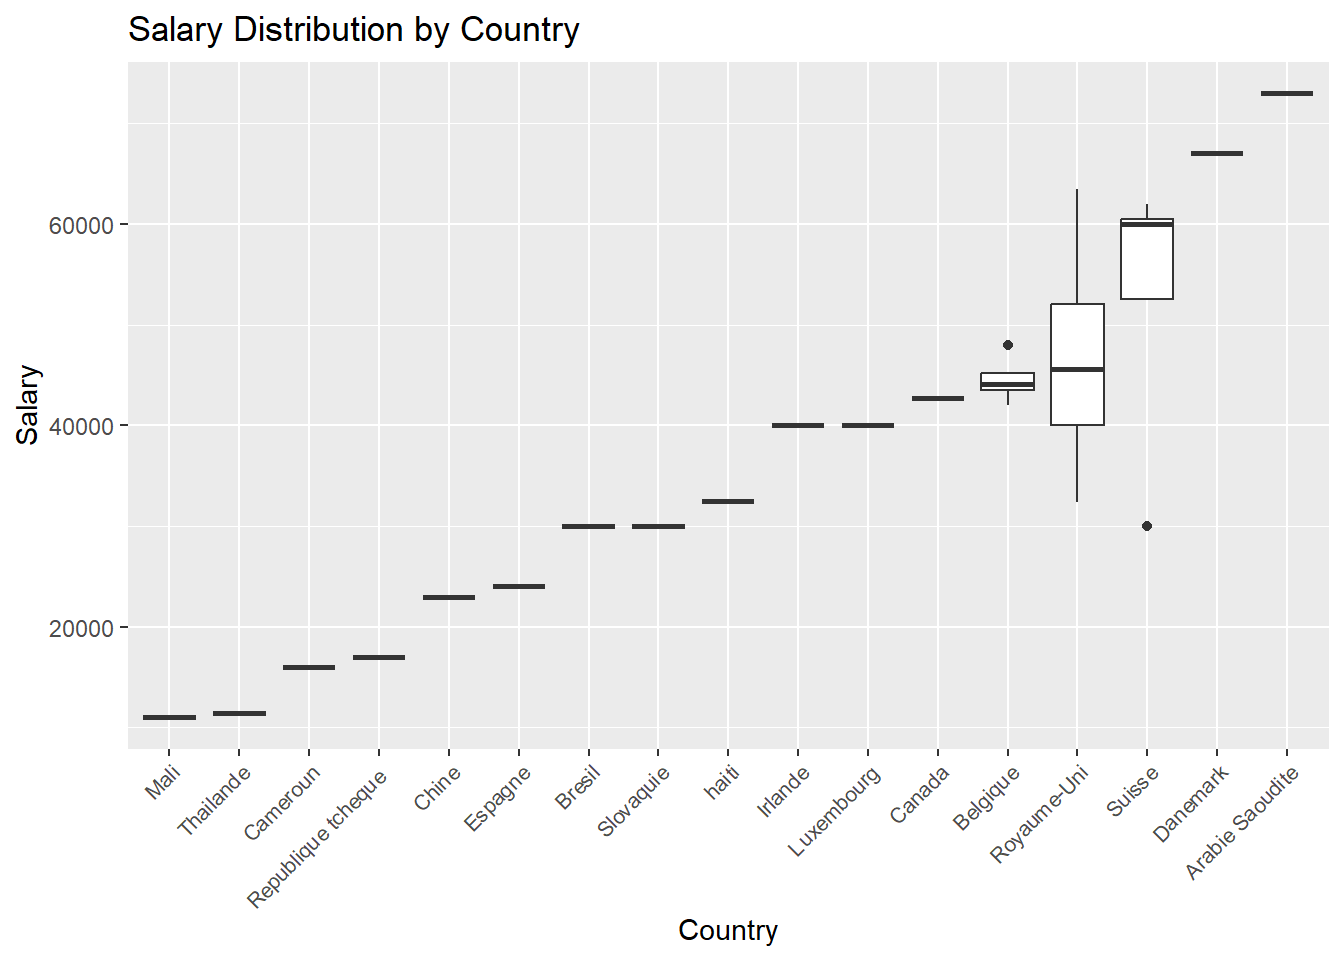 Salary Distribution by Country
Salary
60000
40000
20000
Mali
Thailande
Cameroun
Republique tcheque
Chine
Espagne
Bresil
Slovaquie
haiti
Irlande
Luxembourg
Canada
Belgique
Royaume-Uni
Suisse
Danemark
Arabie Saoudite
Country